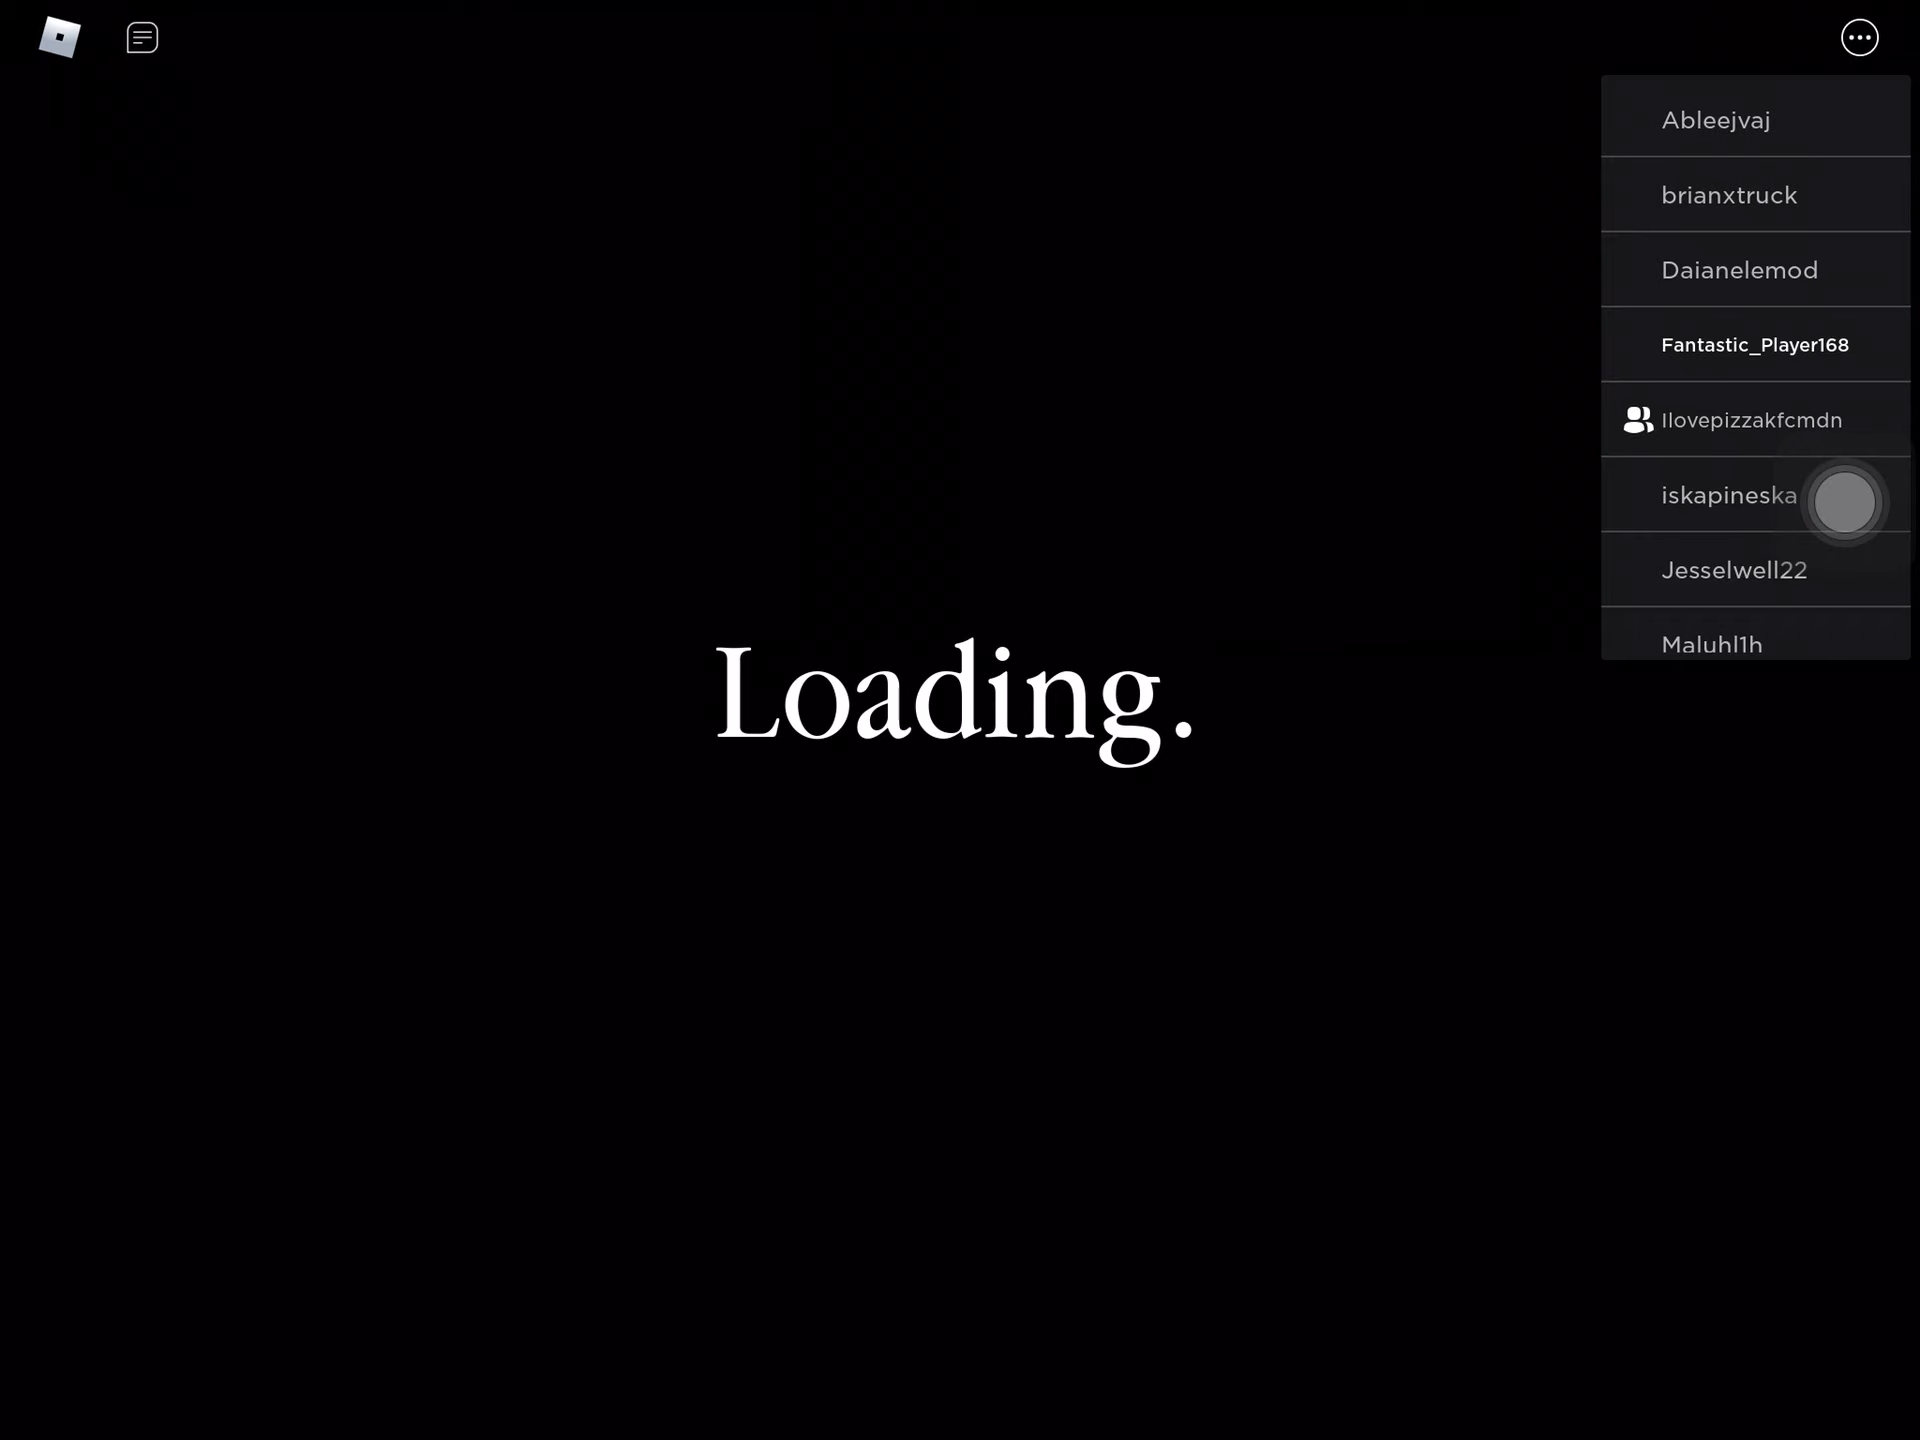 Ableejvaj
brianxtruck
Daianelemod
Fantastic_Player168
Ilovepizzakfcmdn
iskapineska
Jesselwell22
Maluhl1h
Loading.